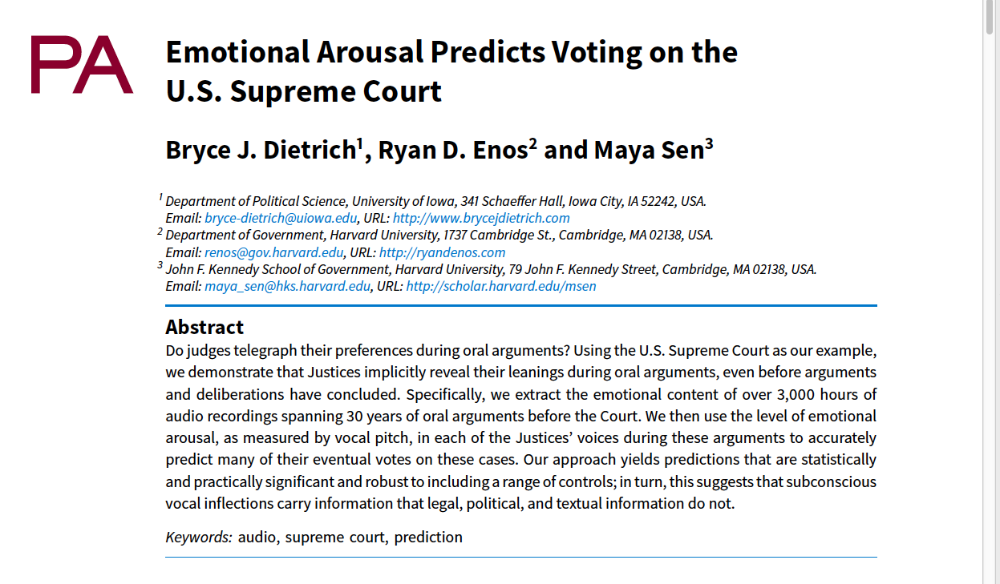 PA
Emotional Arousal Predicts Voting on the
U.S. Supreme Court
Bryce J. Dietrich1, Ryan D. Enos2 and Maya Sen3
1 Department of Political Science, University of Iowa, 341 Schaeffer Hall, Iowa City, IA 52242, USA.
Email: bryce-dietrich@uiowa.edu, URL: http://www.brycejdietrich.com
2 Department of Government, Harvard University, 1737 Cambridge St., Cambridge, MA 02138, USA.
Email: renos@gov.harvard.edu, URL: http://ryandenos.com
3 John F. Kennedy School of Government, Harvard University, 79 John F. Kennedy Street, Cambridge, MA 02138, USA.
Email: maya_sen@hks.harvard.edu, URL: http://scholar.harvard.edu/msen
Abstract
Do judges telegraph their preferences during oral arguments? Using the U.S. Supreme Court as our example,
we demonstrate that Justices implicitly reveal their leanings during oral arguments, even before arguments
and deliberations have concluded. Specifically, we extract the emotional content of over 3,000 hours of
audio recordings spanning 30 years of oral arguments before the Court. We then use the level of emotional
arousal, as measured by vocal pitch, in each of the Justices’ voices during these arguments to accurately
predict many of their eventual votes on these cases. Our approach yields predictions that are statistically
and practically significant and robust to including a range of controls; in turn, this suggests that subconscious
vocal inflections carry information that legal, political, and textual information do not.
Keywords: audio, supreme court, prediction